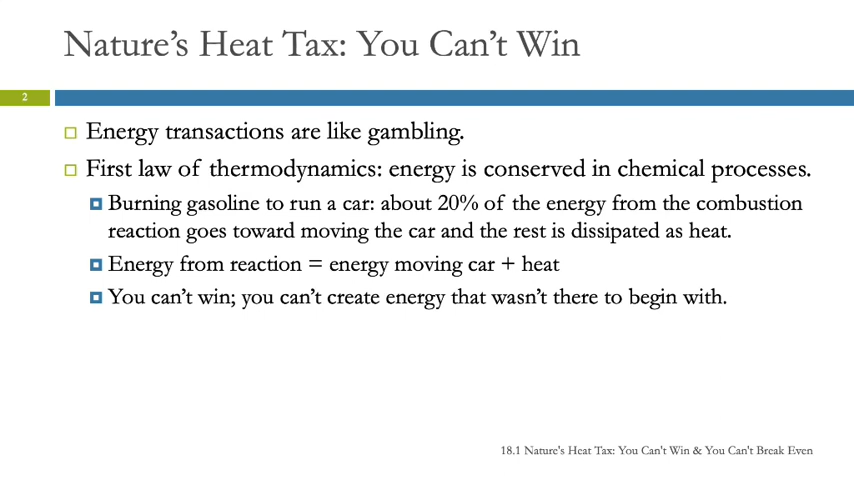 Nature’s Heat Tax: You Can’t Win
2
Energy transactions are like gambling.
First law of thermodynamics: energy is conserved in chemical processes.
Burning gasoline to run a car: about 20% of the energy from the combustion
reaction goes toward moving the car and the rest is dissipated as heat.
Energy from reaction = energy moving car + heat
You can’t win; you can’t create energy that wasn’t there to begin with.
18.1 Nature's Heat Tax: You Can't Win & You Can't Break Even